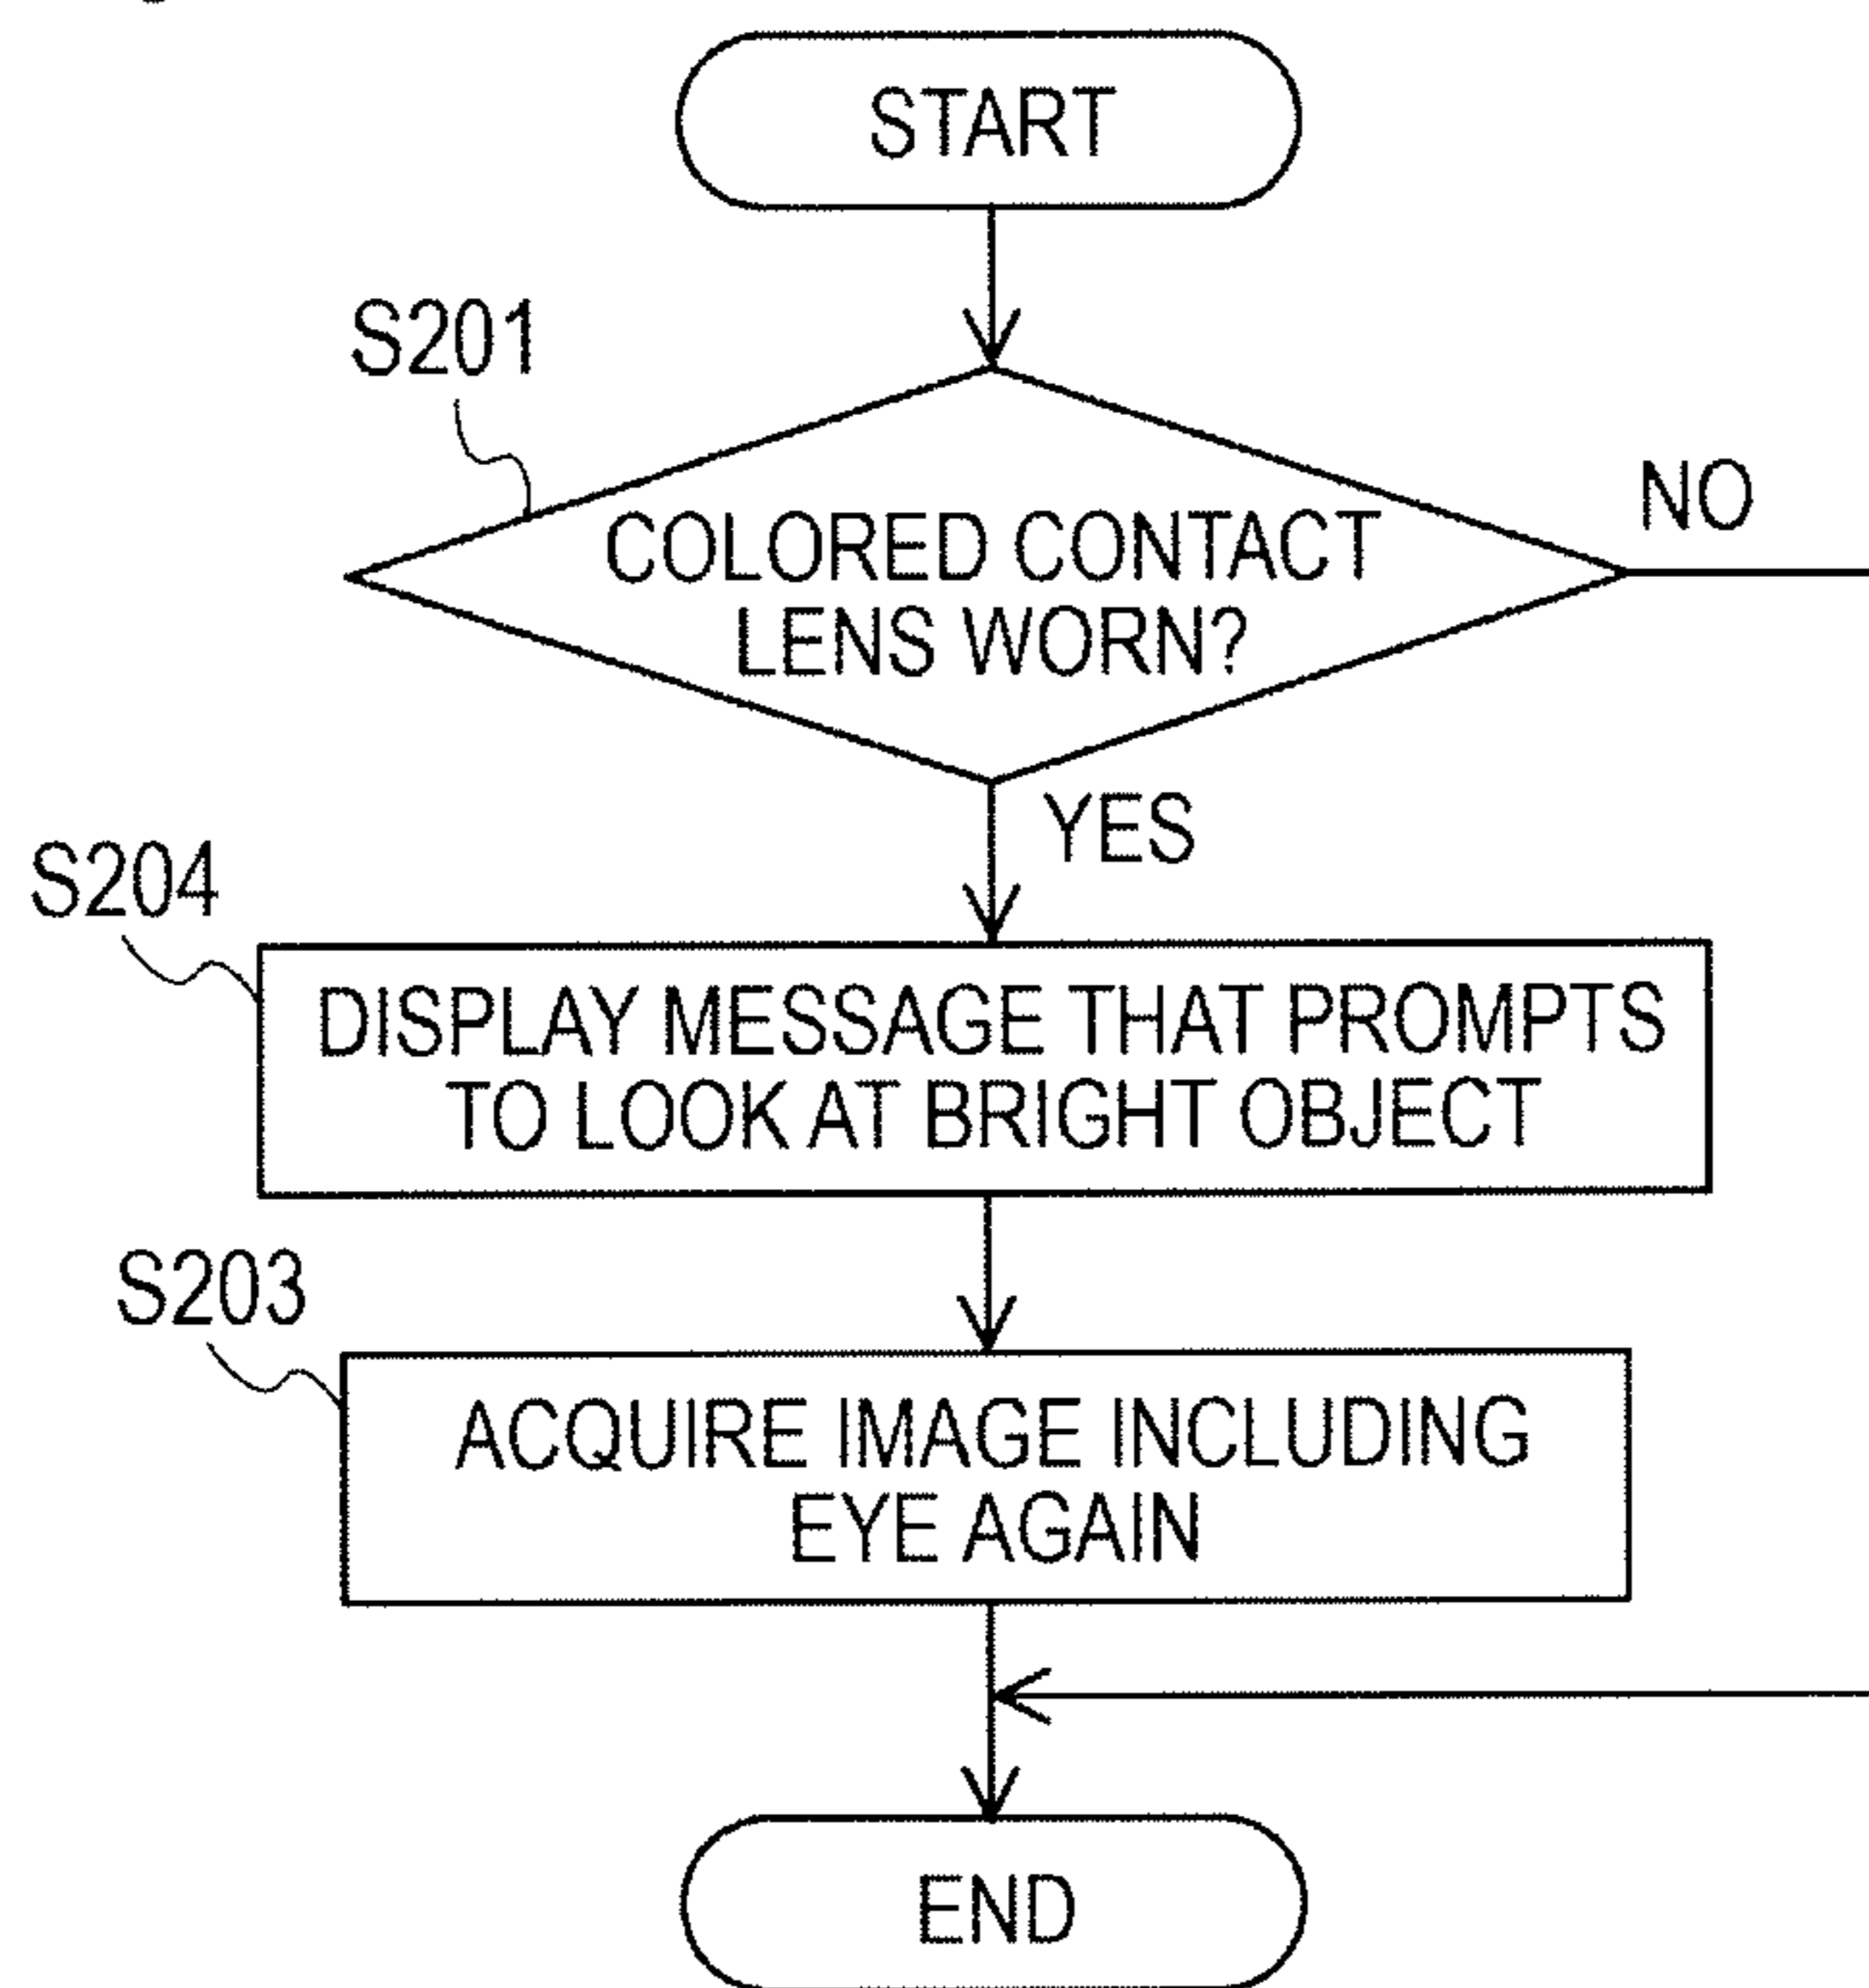 START
S201
COLORED CONTACT
LENS WORN?
NO
YES
S204
DISPLAY MESSAGE THAT PROMPTS
TO LOOK AT BRIGHT OBJECT
S203
ACQUIRE IMAGE INCLUDING
EYE AGAIN
END